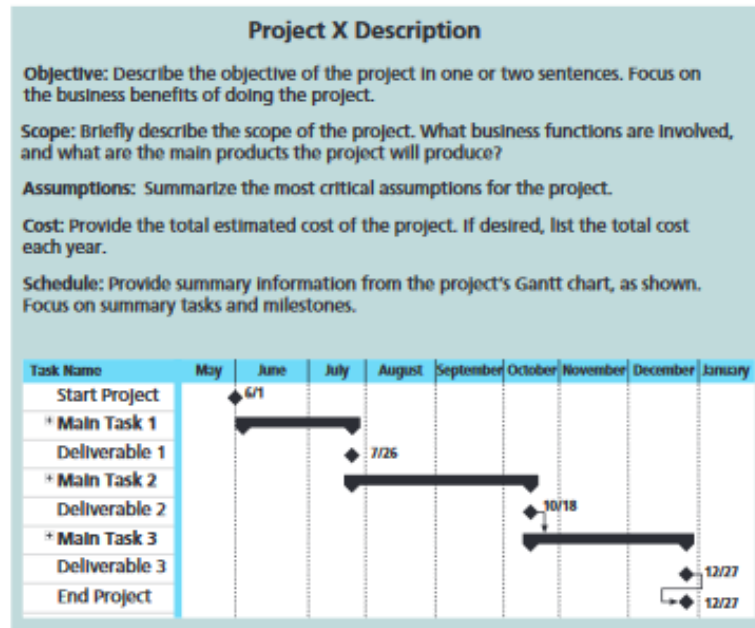 Project X Description
Objective: Describe the objective of the project in one or two sentences. Focus on
the business benefits of doing the project.
Scope: Briefly describe the scope of the project. What business functions are involved,
and what are the main products the project will produce?
Assumptions: Summarize the most critical assumptions for the project.
Cost: Provide the total estimated cost of the project. If desired, list the total cost
each year.
Schedule: Provide summary information from the project's Gantt chart, as shown.
Focus on summary tasks and milestones.
Task Name May June July August September October November December January
Start Project 6/1
+ Main Task 1
Deliverable 1 7/26
+ Main Task 2
Deliverable 2 10/18
+ Main Task 3
Deliverable 3 12/27
End Project 12/27